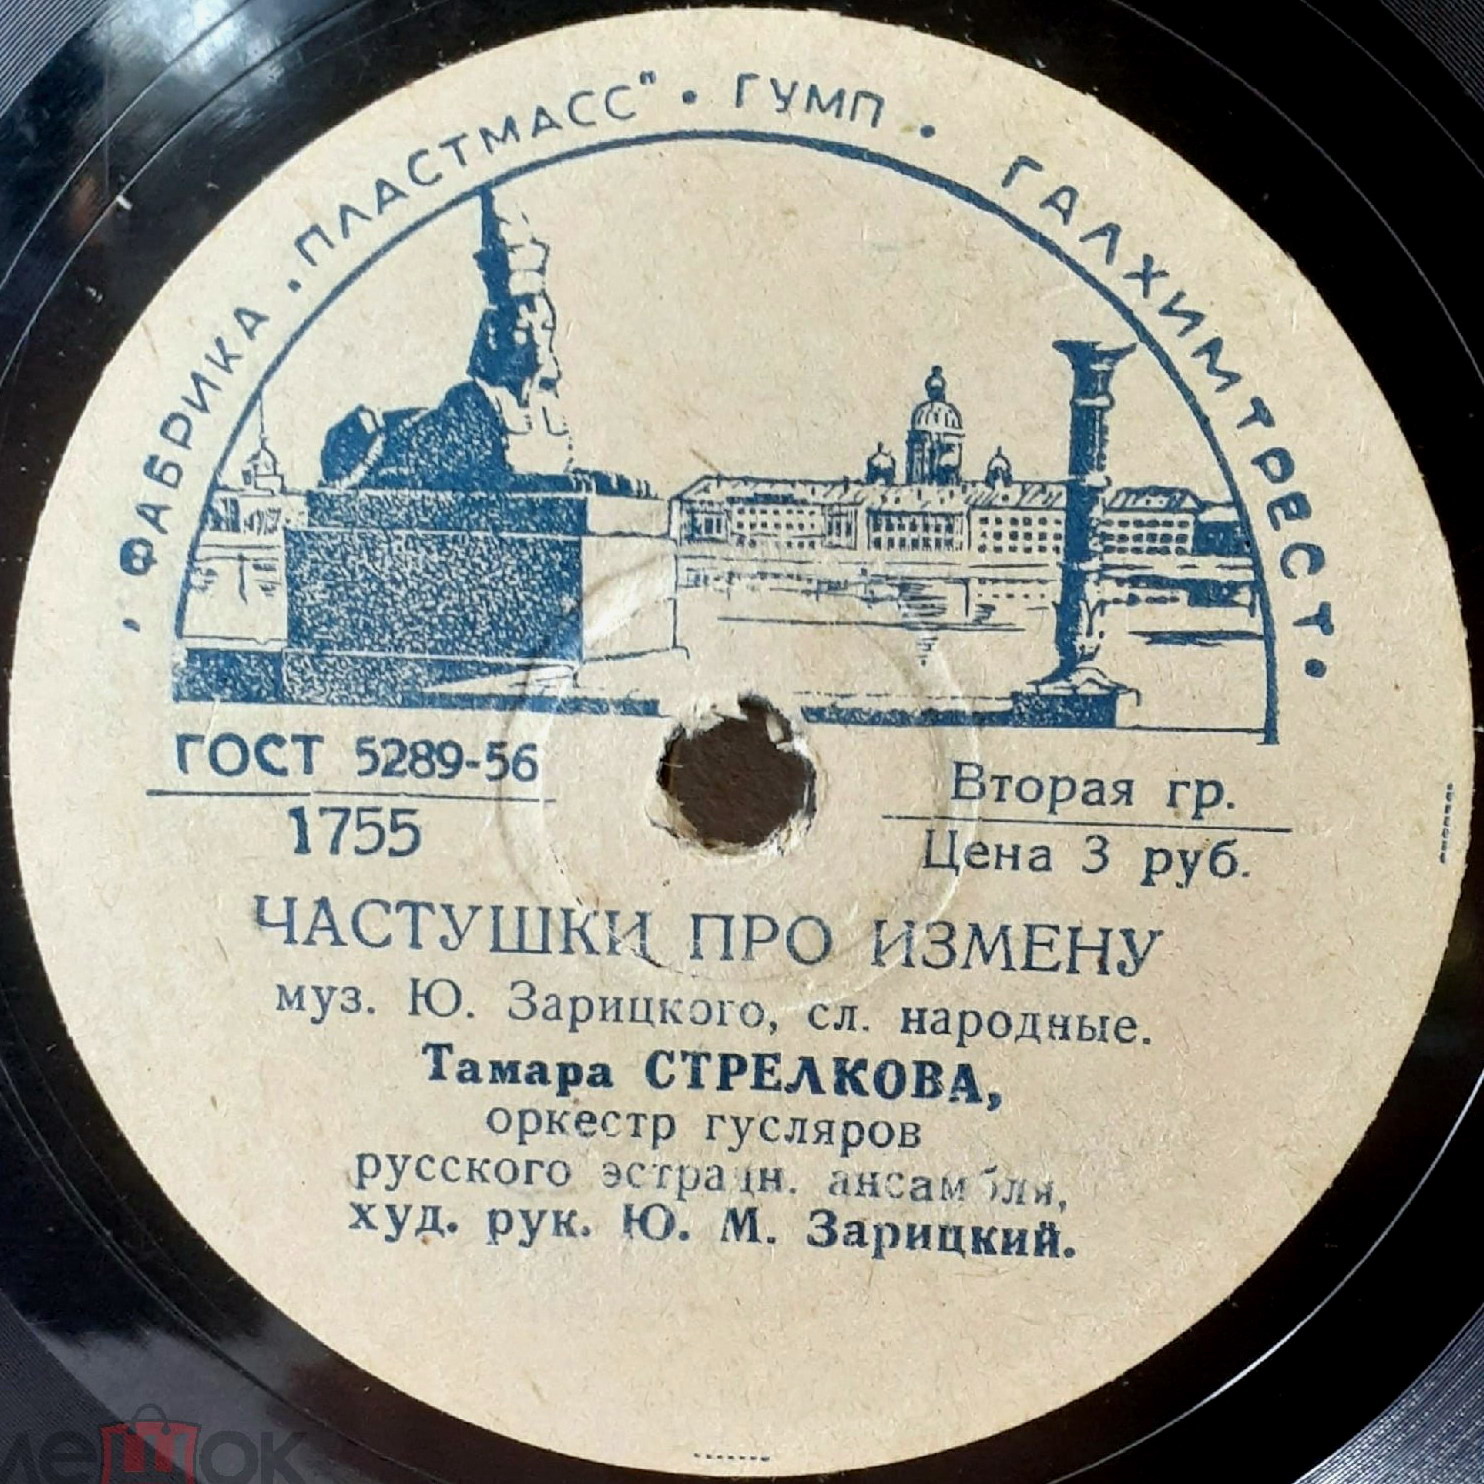 ФАБРИКА „ПЛАСТМАСС" • ГУМП • ГАЛХИМТРЕСТ •
ГОСТ 5289-56
1755
Вторая гр.
Цена 3 руб.
ЧАСТУШКИ ПРО ИЗМЕНУ
муз. Ю. Зарицкого, сл. народные.
Тамара СТРЕЛКОВА,
оркестр гусляров
русского эстрадн. ансамбля,
худ. рук. Ю. М. Зарицкий.
мешок